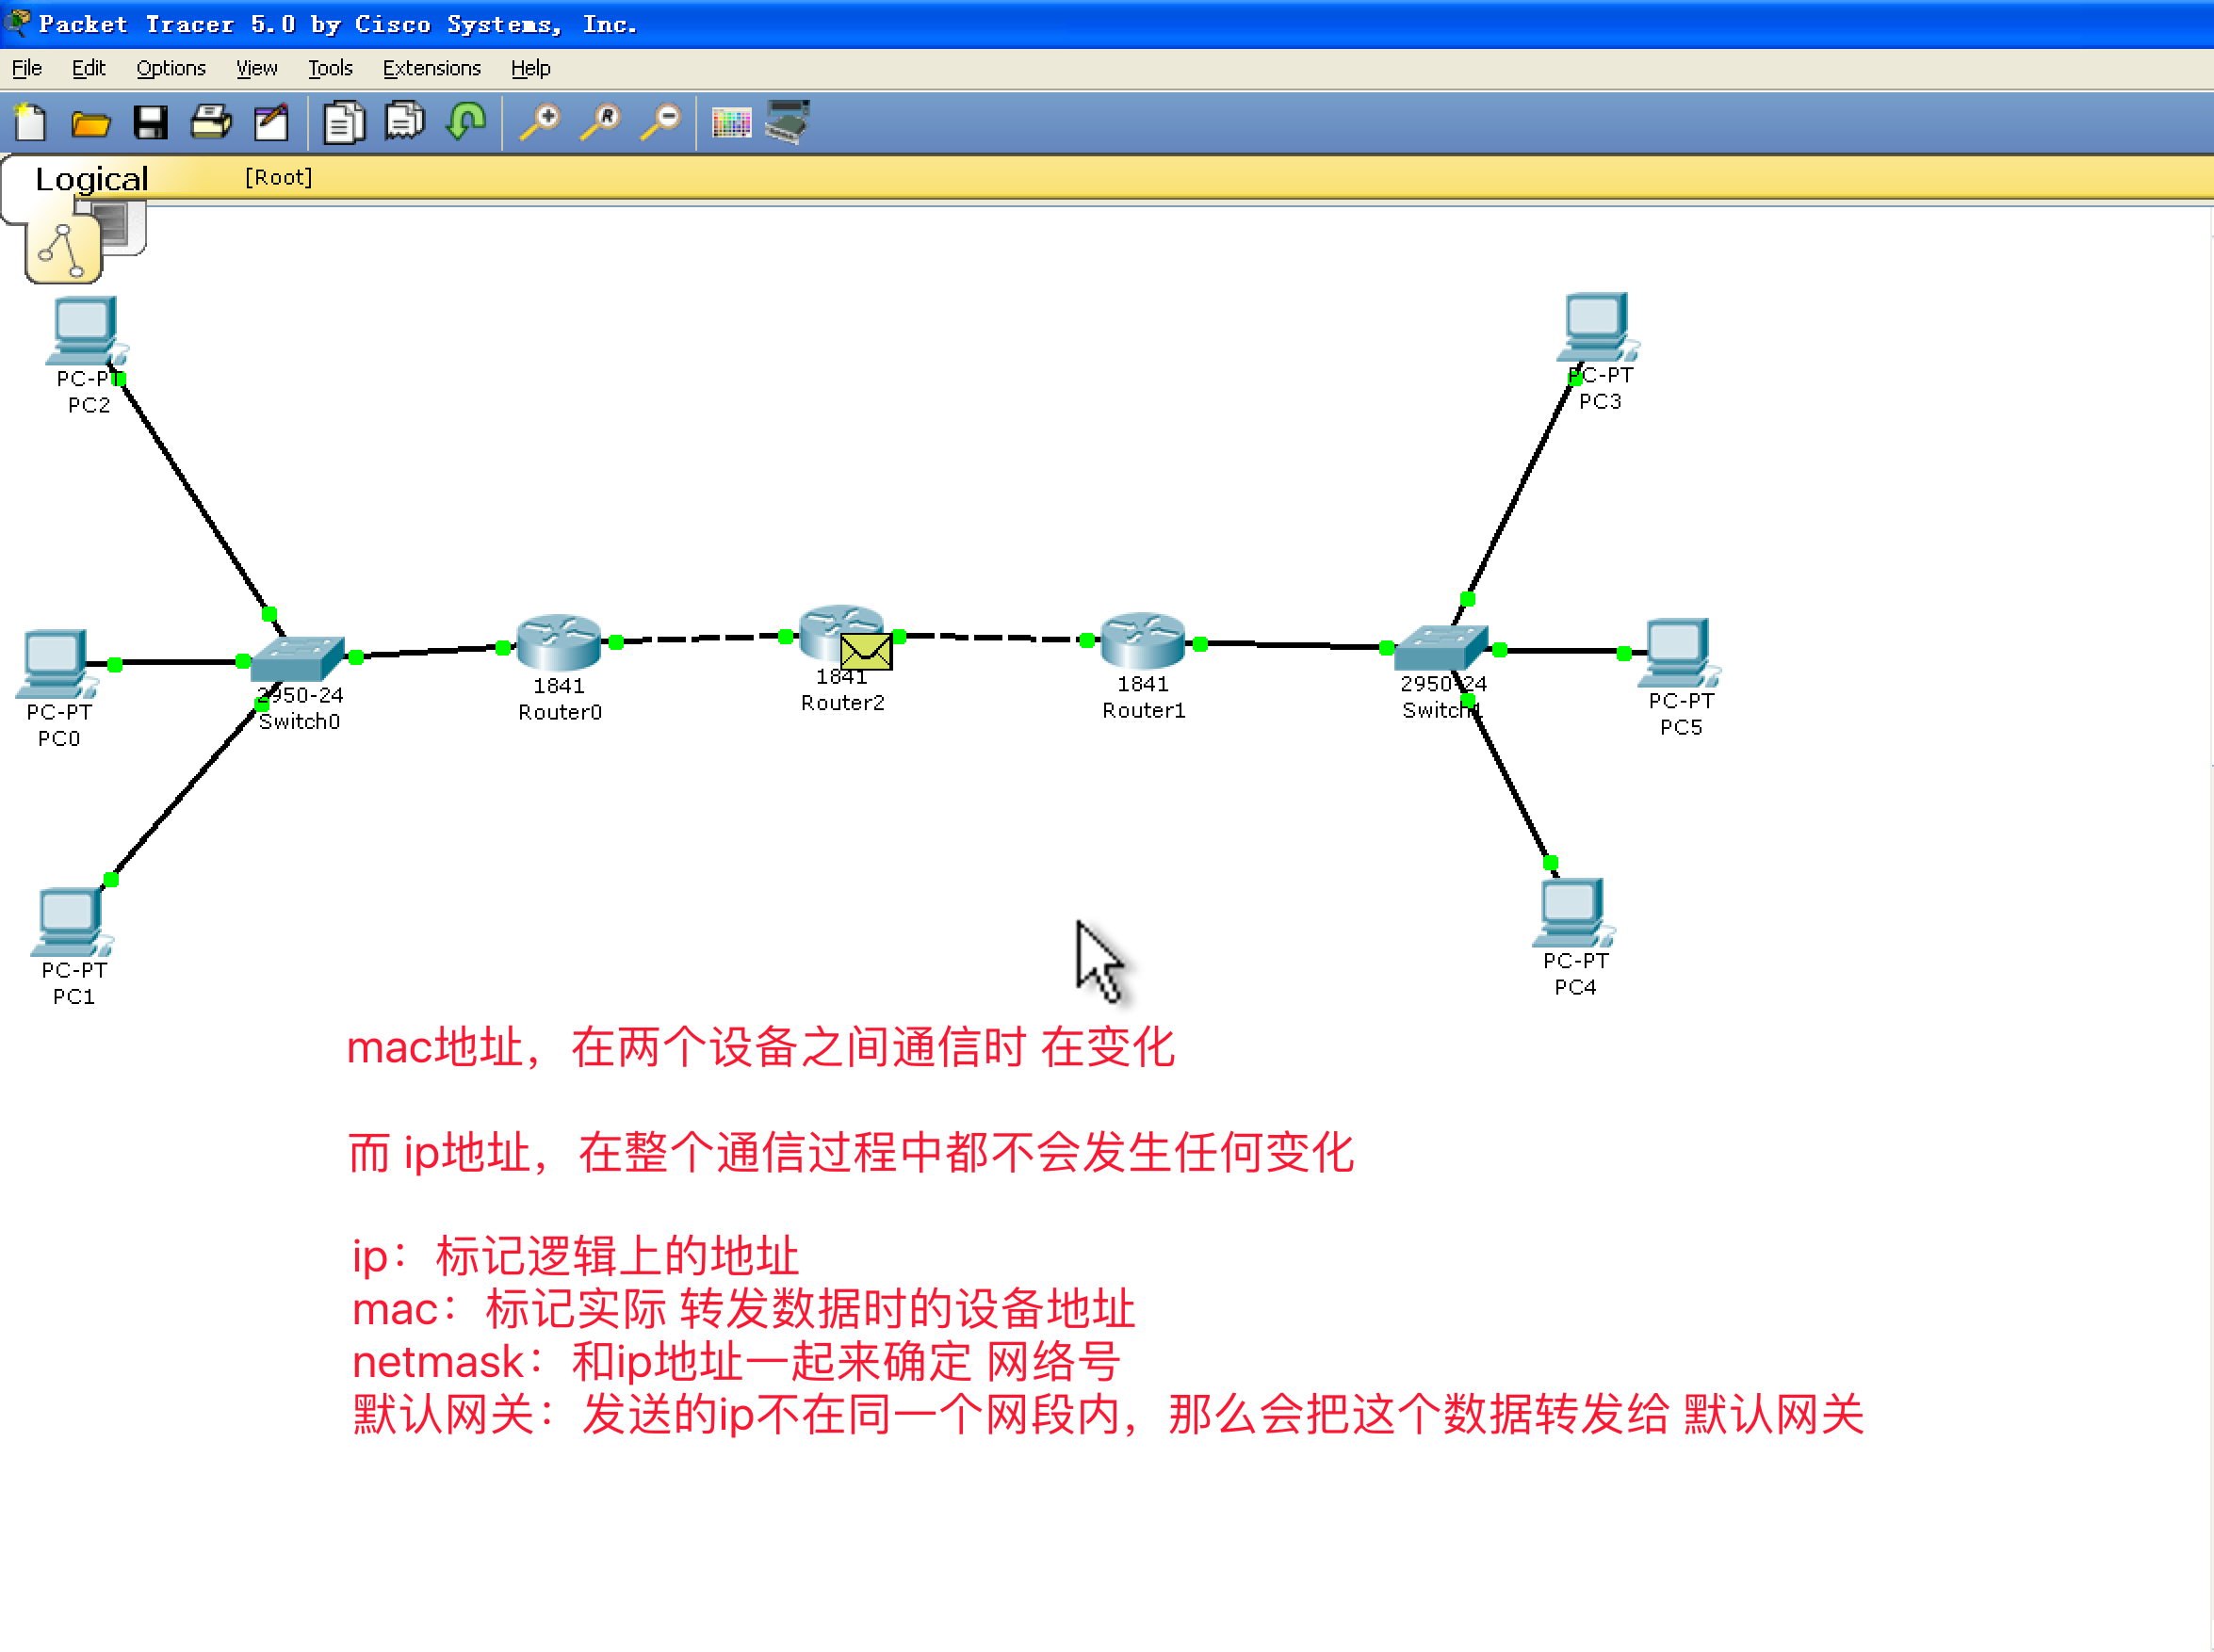 Packet Tracer 5.0 by Cisco Systems, Inc.
File Edit Options View Tools Extensions Help
Logical [Root]
PC-PT
PC2
PC-PT
PC3
PC-PT
PC0
2950-24
Switch0
1841
Router0
1841
Router2
1841
Router1
2950-24
Switch1
PC-PT
PC5
PC-PT
PC1
PC-PT
PC4
mac地址，在两个设备之间通信时 在变化
而 ip地址，在整个通信过程中都不会发生任何变化
ip：标记逻辑上的地址
mac：标记实际 转发数据时的设备地址
netmask：和ip地址一起来确定 网络号
默认网关：发送的ip不在同一个网段内，那么会把这个数据转发给 默认网关